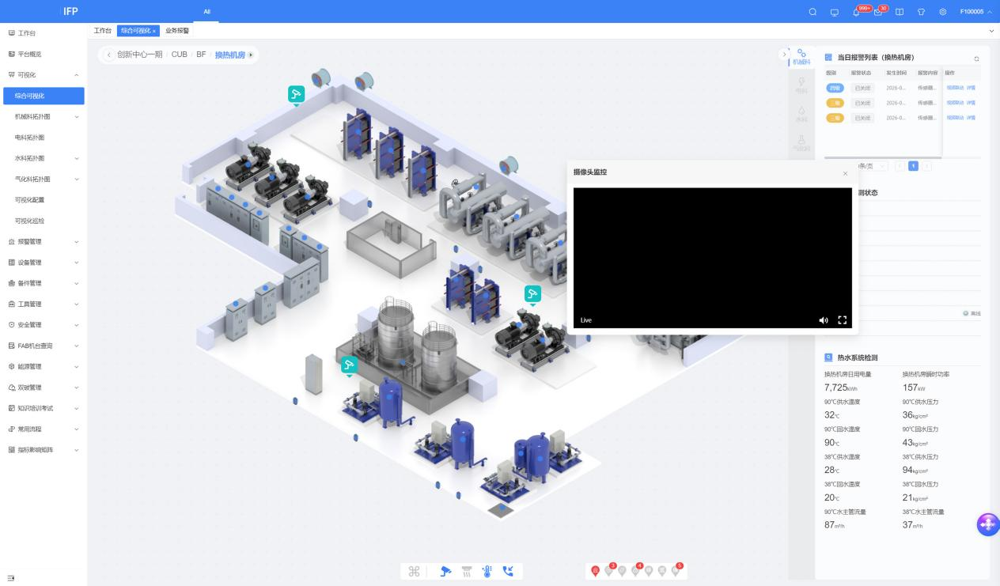 IFP
All
999+
30
F100005
工作台
综合可视化 ×
业务报警
工作台
平台概览
可视化
综合可视化
机械科拓扑图
电科拓扑图
水科拓扑图
气化科拓扑图
可视化配置
可视化巡检
报警管理
设备管理
备件管理
工具管理
安全管理
FAB机台查询
能源管理
双碳管理
知识培训考试
常用流程
指标影响矩阵
创新中心一期 / CUB / BF / 换热机房
机械科
电科
水科
气化科
当日报警列表（换热机房）
级别 报警状态 发生时间 报警内容 操作
四级 已关闭 2026-0... 传感器... 视频联动 详情
三级 已关闭 2026-0... 传感器... 视频联动 详情
三级 已关闭 2026-0... 传感器... 视频联动 详情
条/页
1
摄像头监控
Live
测状态
离线
热水系统检测
换热机房日用电量 换热机房瞬时功率
7,725kWh 157kW
90℃供水温度 90℃供水压力
32℃ 36kg/cm²
90℃回水温度 90℃回水压力
90℃ 43kg/cm²
38℃供水温度 38℃供水压力
28℃ 94kg/cm²
38℃回水温度 38℃回水压力
20℃ 21kg/cm²
90℃水主管流量 38℃水主管流量
87m³/h 37m³/h
3
4
5